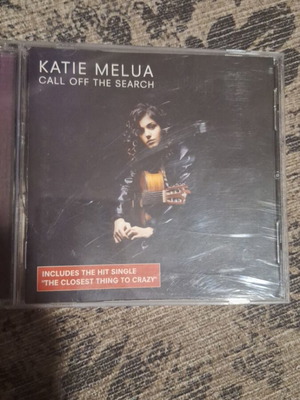 KATIE MELUA
CALL OFF THE SEARCH
INCLUDES THE HIT SINGLE
"THE CLOSEST THING TO CRAZY"